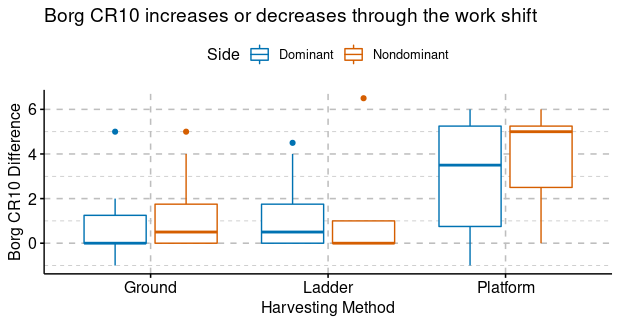 Borg CR10 increases or decreases through the work shift
Side Dominant Nondominant
Borg CR10 Difference
6
4
2
0
Ground Ladder Platform
Harvesting Method